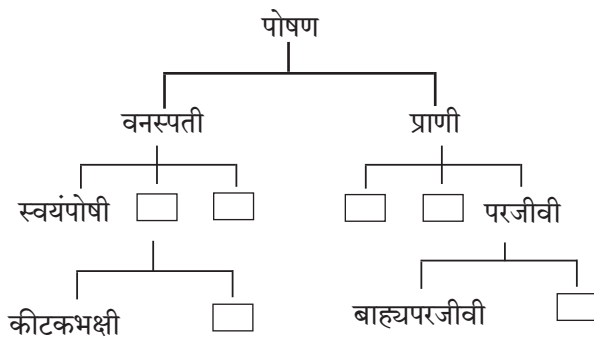 पोषण
वनस्पती प्राणी
स्वयंपोषी परजीवी
कीटकभक्षी बाह्यपरजीवी